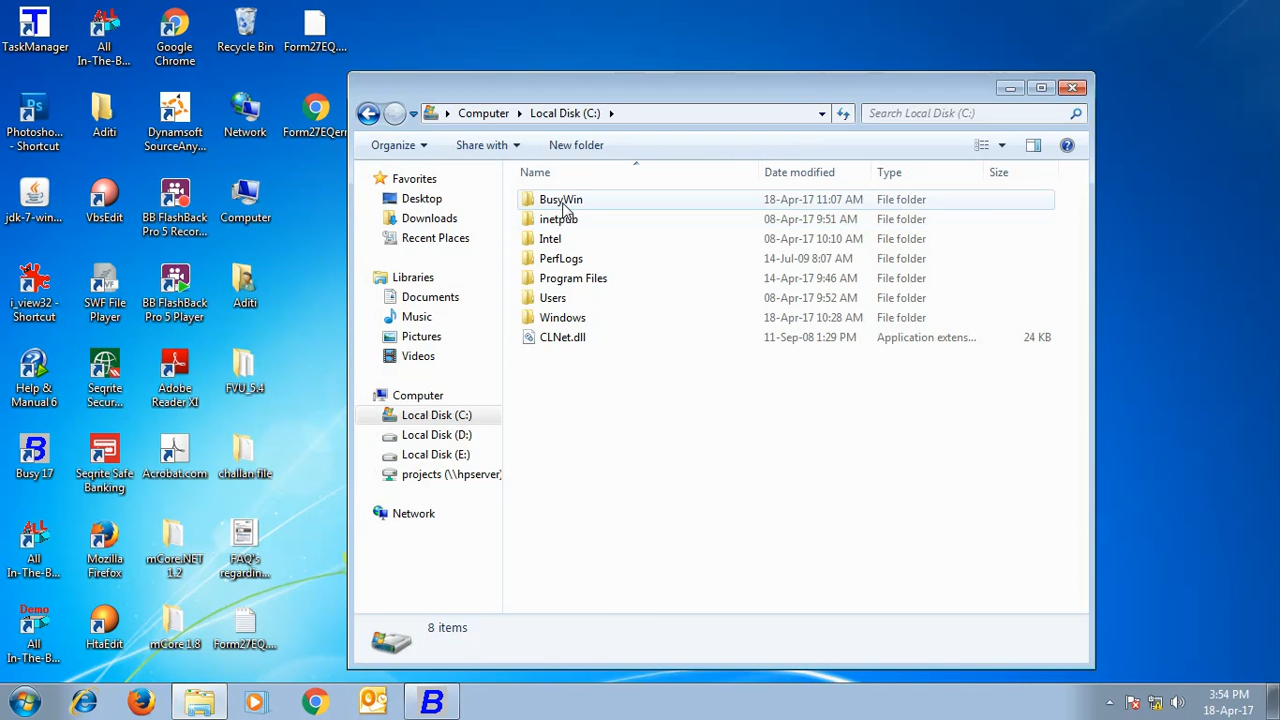 TaskManager
All
In-The-B...
Google
Chrome
Recycle Bin
Form27EQ....
Photosho...
- Shortcut
Aditi
Dynamsoft
SourceAny...
Network
Form27EQerr
jdk-7-win...
VbsEdit
BB FlashBack
Pro 5 Recor...
Computer
i_view32 -
Shortcut
SWF File
Player
BB FlashBack
Pro 5 Player
Aditi
Help &
Manual 6
Seqrite
Secur...
Adobe
Reader XI
FVU_5.4
Busy 17
Seqrite Safe
Banking
Acrobat.com
challan file
All
In-The-B...
Mozilla
Firefox
mCore.NET
1.2
FAQ's
regardin...
Demo
All
In-The-B...
HtaEdit
mCore 1.8
Form27EQ....
Computer
Local Disk (C:)
Search Local Disk (C:)
Organize
Share with
New folder
Favorites
Desktop
Downloads
Recent Places
Libraries
Documents
Music
Pictures
Videos
Computer
Local Disk (C:)
Local Disk (D:)
Local Disk (E:)
projects (\\hpserver)
Network
Name Date modified Type Size
BusyWin 18-Apr-17 11:07 AM File folder
inetpub 08-Apr-17 9:51 AM File folder
Intel 08-Apr-17 10:10 AM File folder
PerfLogs 14-Jul-09 8:07 AM File folder
Program Files 14-Apr-17 9:46 AM File folder
Users 08-Apr-17 9:52 AM File folder
Windows 18-Apr-17 10:28 AM File folder
CLNet.dll 11-Sep-08 1:29 PM Application extens... 24 KB
8 items
3:54 PM
18-Apr-17